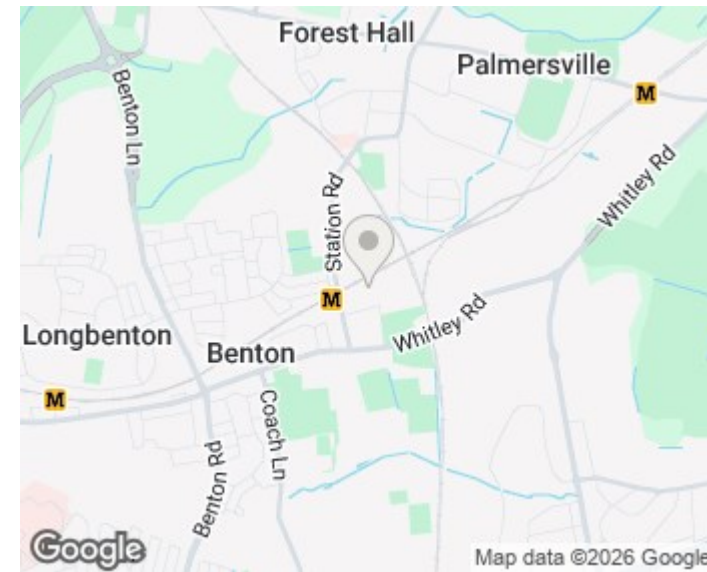 Forest Hall
Palmersville
M
Benton Ln
Whitley Rd
Station Rd
M
Longbenton
Benton
Whitley Rd
M
Coach Ln
Benton Rd
Google
Map data ©2026 Google